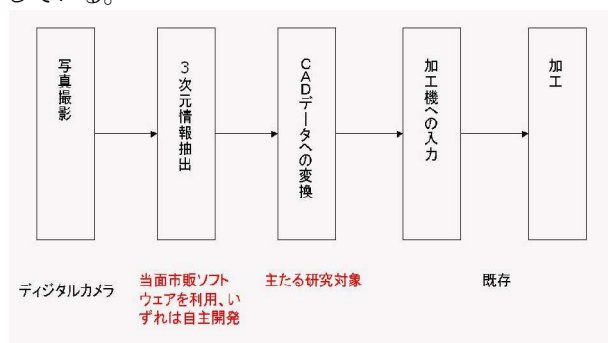 している。
写真撮影
3次元情報抽出
CADデータへの変換
加工機への入力
加工
ディジタルカメラ
当面市販ソフト
ウェアを利用、い
ずれは自主開発
主たる研究対象
既存